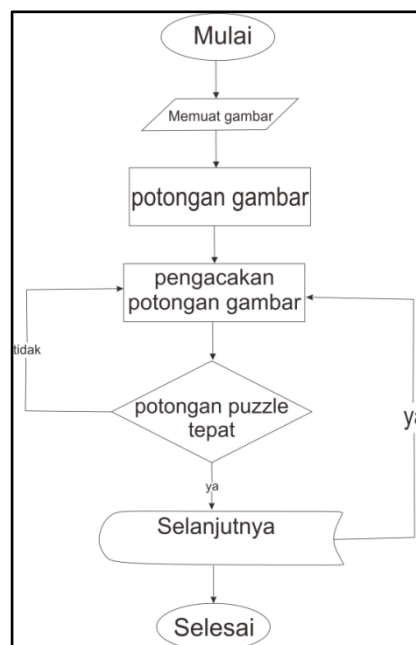 Mulai
Memuat gambar
potongan gambar
pengacakan
potongan gambar
tidak
potongan puzzle
tepat
ya
ya
Selanjutnya
Selesai